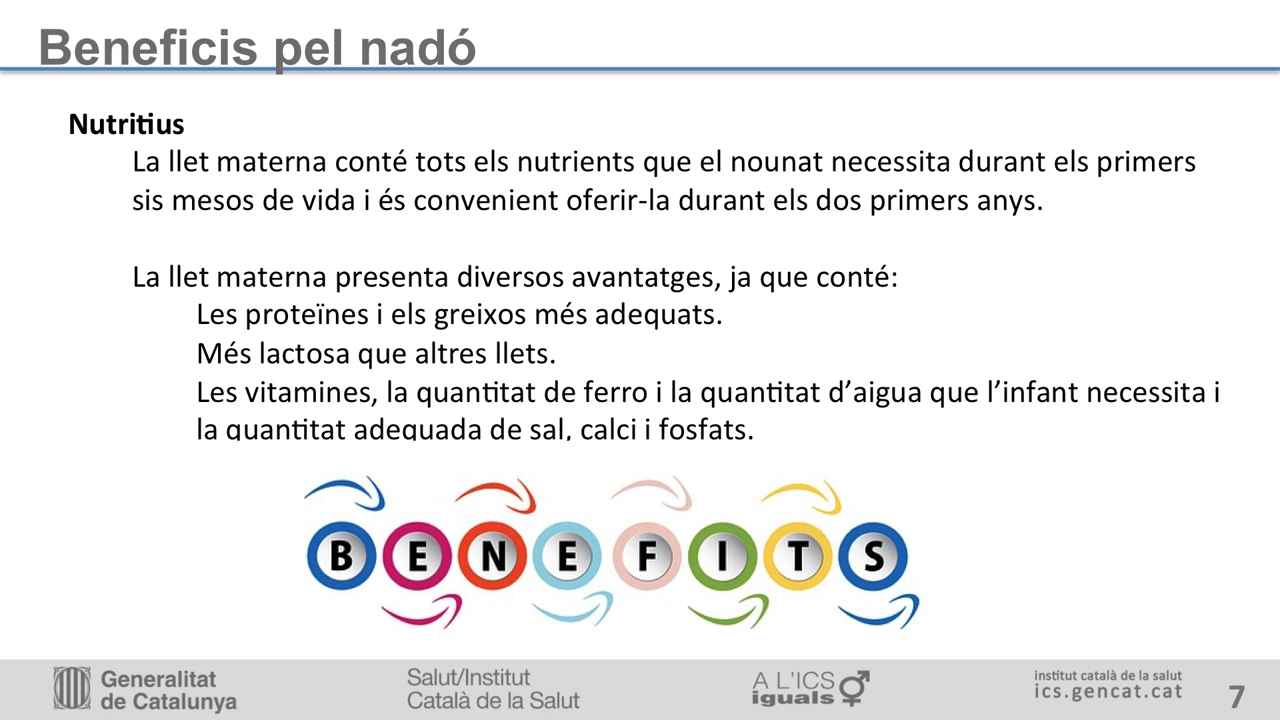 Beneficis pel nadó
Nutritius
La llet materna conté tots els nutrients que el nounat necessita durant els primers
sis mesos de vida i és convenient oferir-la durant els dos primers anys.
La llet materna presenta diversos avantatges, ja que conté:
Les proteïnes i els greixos més adequats.
Més lactosa que altres llets.
Les vitamines, la quantitat de ferro i la quantitat d’aigua que l’infant necessita i
la quantitat adequada de sal, calci i fosfats.
BENEFITS
Generalitat
de Catalunya
Salut/Institut
Català de la Salut
A L'ICS
iguals
institut català de la salut
ics.gencat.cat
7